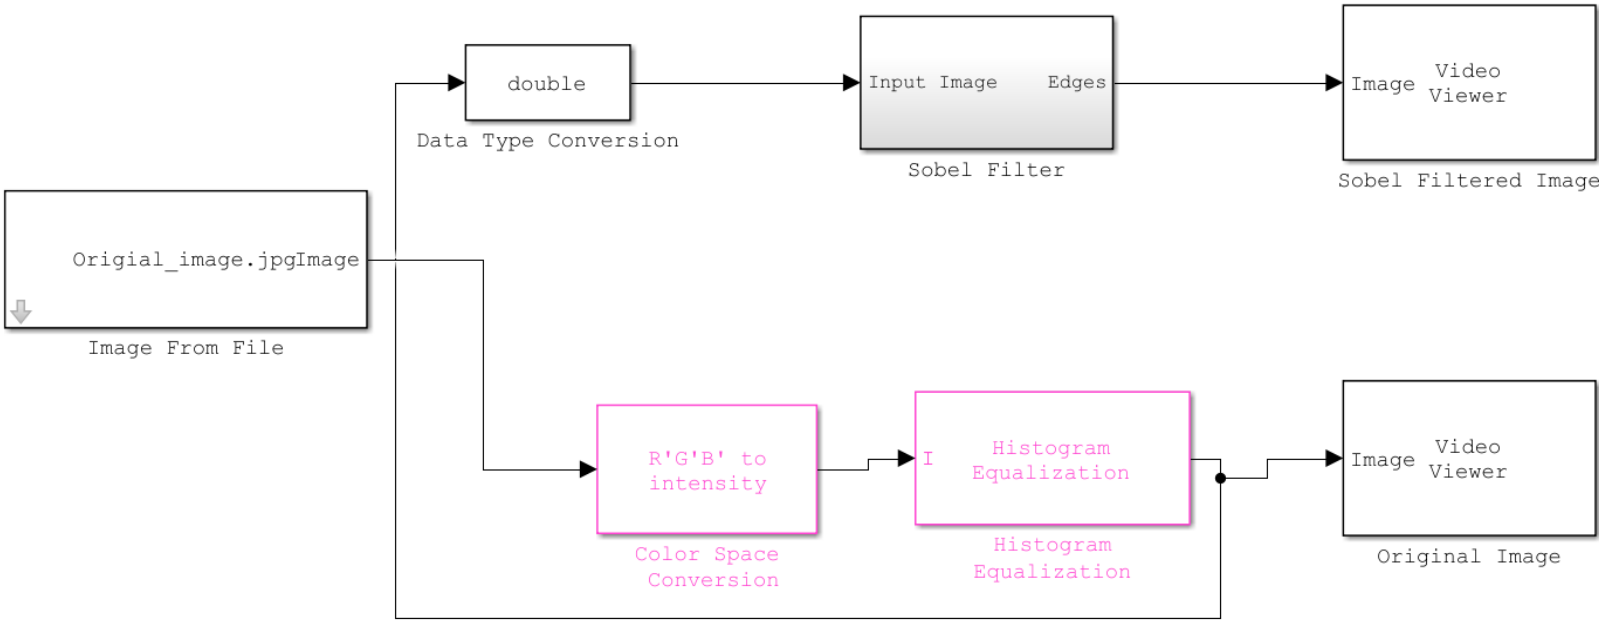 double
Data Type Conversion
Input Image
Edges
Sobel Filter
Image
Video
Viewer
Sobel Filtered Image
Origial_image.jpgImage
Image From File
R'G'B' to
intensity
Color Space
Conversion
I
Histogram
Equalization
Histogram
Equalization
Image
Video
Viewer
Original Image